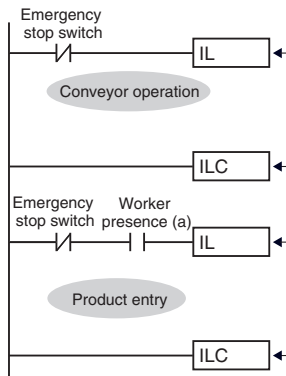 Emergency
stop switch
IL
Conveyor operation
ILC
Emergency
stop switch
Worker
presence (a)
IL
Product entry
ILC